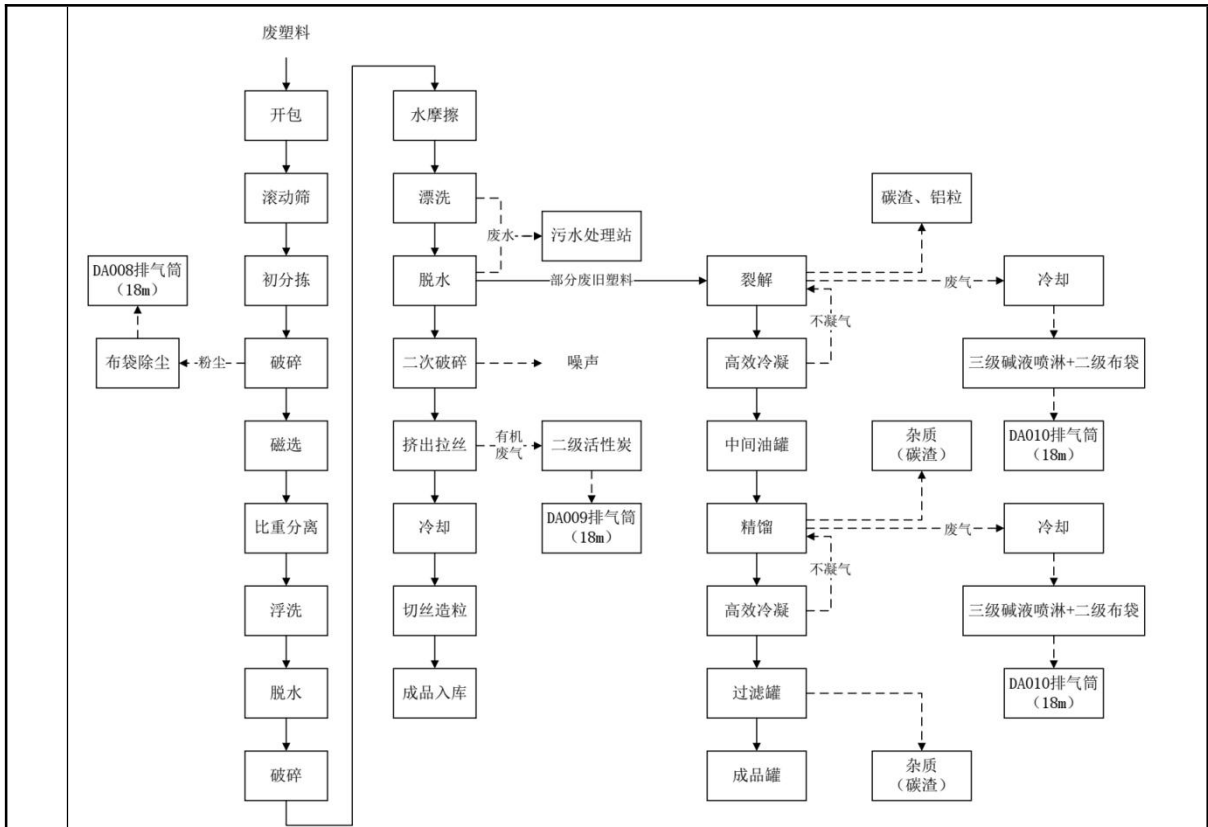 废塑料
开包
滚动筛
初分拣
DA008排气筒
（18m）
布袋除尘
粉尘
破碎
磁选
比重分离
浮洗
脱水
破碎
水摩擦
漂洗
废水
污水处理站
脱水
部分废旧塑料
二次破碎
噪声
挤出拉丝
有机
废气
二级活性炭
DA009排气筒
（18m）
冷却
切丝造粒
成品入库
碳渣、铝粒
裂解
废气
冷却
不凝气
高效冷凝
三级碱液喷淋+二级布袋
DA010排气筒
（18m）
中间油罐
杂质
（碳渣）
精馏
废气
冷却
不凝气
高效冷凝
三级碱液喷淋+二级布袋
DA010排气筒
（18m）
过滤罐
成品罐
杂质
（碳渣）